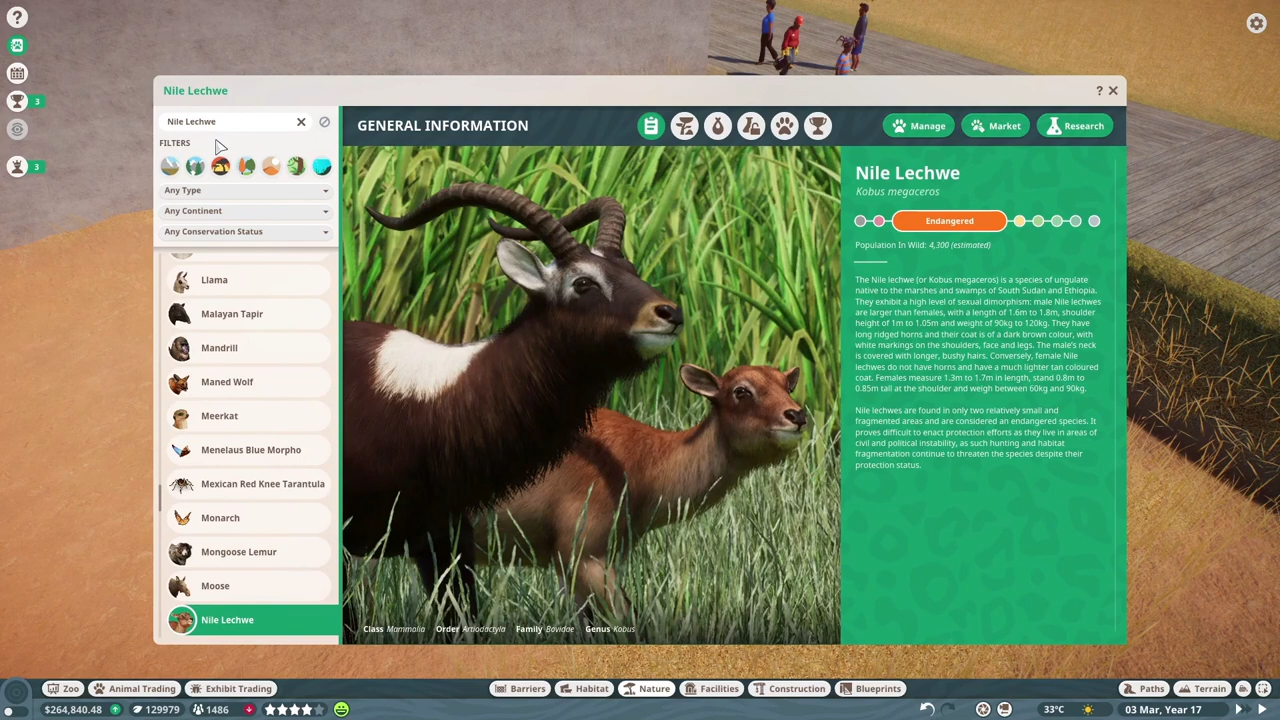 3
3
Nile Lechwe
? 
Nile Lechwe
FILTERS
Any Type
Any Continent
Any Conservation Status
Llama
Malayan Tapir
Mandrill
Maned Wolf
Meerkat
Menelaus Blue Morpho
Mexican Red Knee Tarantula
Monarch
Mongoose Lemur
Moose
Nile Lechwe
GENERAL INFORMATION
Manage
Market
Research
Nile Lechwe
Kobus megaceros
Endangered
Population In Wild: 4,300 (estimated)
The Nile lechwe (or Kobus megaceros) is a species of ungulate
native to the marshes and swamps of South Sudan and Ethiopia.
They exhibit a high level of sexual dimorphism: male Nile lechwes
are larger than females, with a length of 1.6m to 1.8m, shoulder
height of 1m to 1.05m and weight of 90kg to 120kg. They have
long ridged horns and their coat is of a dark brown colour, with
white markings on the shoulders, face and legs. The male's neck
is covered with longer, bushy hairs. Conversely, female Nile
lechwes do not have horns and have a much lighter tan coloured
coat. Females measure 1.3m to 1.7m in length, stand 0.8m to
0.85m tall at the shoulder and weigh between 60kg and 90kg.
Nile lechwes are found in only two relatively small and
fragmented areas and are considered an endangered species. It
proves difficult to enact protection efforts as they live in areas of
civil and political instability, as such hunting and habitat
fragmentation continue to threaten the species despite their
protection status.
Class Mammalia Order Artiodactyla Family Bovidae Genus Kobus
Zoo
Animal Trading
Exhibit Trading
Barriers
Habitat
Nature
Facilities
Construction
Blueprints
Paths
Terrain
$264,840.48
129979
1486
33°C
03 Mar, Year 17